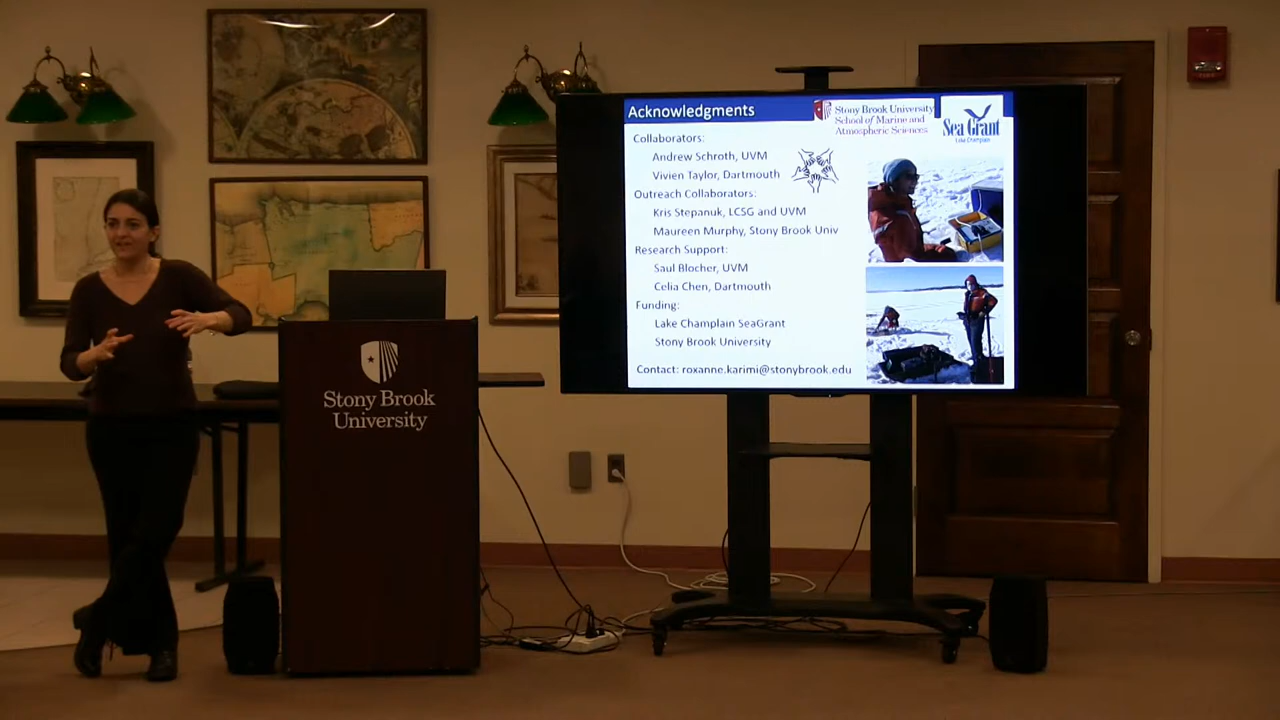 Acknowledgments
Stony Brook University
School of Marine and
Atmospheric Sciences
Sea Grant
Lake Champlain
Collaborators:
Andrew Schroth, UVM
Vivien Taylor, Dartmouth
Outreach Collaborators:
Kris Stepanuk, LCSG and UVM
Maureen Murphy, Stony Brook Univ
Research Support:
Saul Blocher, UVM
Celia Chen, Dartmouth
Funding:
Lake Champlain SeaGrant
Stony Brook University
Contact: roxanne.karimi@stonybrook.edu
Stony Brook
University